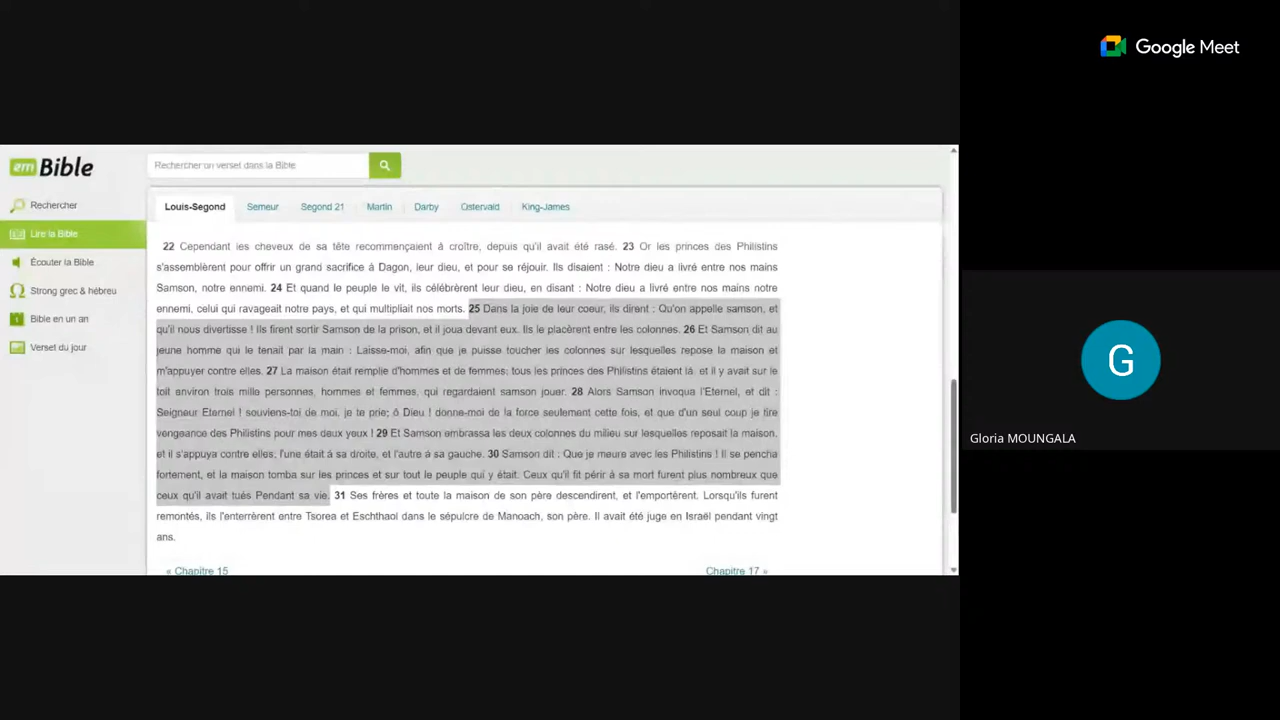 Google Meet
emBible
Rechercher un verset dans la Bible
Rechercher
Lire la Bible
Écouter la Bible
Strong grec & hébreu
Bible en un an
Verset du jour
Louis-Segond Semeur Segond 21 Martin Darby Ostervald King-James
22 Cependant les cheveux de sa tête recommençaient à croître, depuis qu'il avait été rasé. 23 Or les princes des Philistins
s'assemblèrent pour offrir un grand sacrifice à Dagon, leur dieu, et pour se réjouir. Ils disaient : Notre dieu a livré entre nos mains
Samson, notre ennemi. 24 Et quand le peuple le vit, ils célébrèrent leur dieu, en disant : Notre dieu a livré entre nos mains notre
ennemi, celui qui ravageait notre pays, et qui multipliait nos morts. 25 Dans la joie de leur coeur, ils dirent : Qu'on appelle samson, et
qu'il nous divertisse ! Ils firent sortir Samson de la prison, et il joua devant eux. Ils le placèrent entre les colonnes. 26 Et Samson dit au
jeune homme qui le tenait par la main : Laisse-moi, afin que je puisse toucher les colonnes sur lesquelles repose la maison et
m'appuyer contre elles. 27 La maison était remplie d'hommes et de femmes; tous les princes des Philistins étaient là, et il y avait sur le
toit environ trois mille personnes, hommes et femmes, qui regardaient samson jouer. 28 Alors Samson invoqua l'Eternel, et dit :
Seigneur Eternel ! souviens-toi de moi, je te prie; ô Dieu ! donne-moi de la force seulement cette fois, et que d'un seul coup je tire
vengeance des Philistins pour mes deux yeux ! 29 Et Samson embrassa les deux colonnes du milieu sur lesquelles reposait la maison,
et il s'appuya contre elles; l'une était à sa droite, et l'autre à sa gauche. 30 Samson dit : Que je meure avec les Philistins ! Il se pencha
fortement, et la maison tomba sur les princes et sur tout le peuple qui y était. Ceux qu'il fit périr à sa mort furent plus nombreux que
ceux qu'il avait tués Pendant sa vie. 31 Ses frères et toute la maison de son père descendirent, et l'emportèrent. Lorsqu'ils furent
remontés, ils l'enterrèrent entre Tsorea et Eschthaol dans le sépulcre de Manoach, son père. Il avait été juge en Israël pendant vingt
ans.
« Chapitre 15 Chapitre 17 »
G
Gloria MOUNGALA